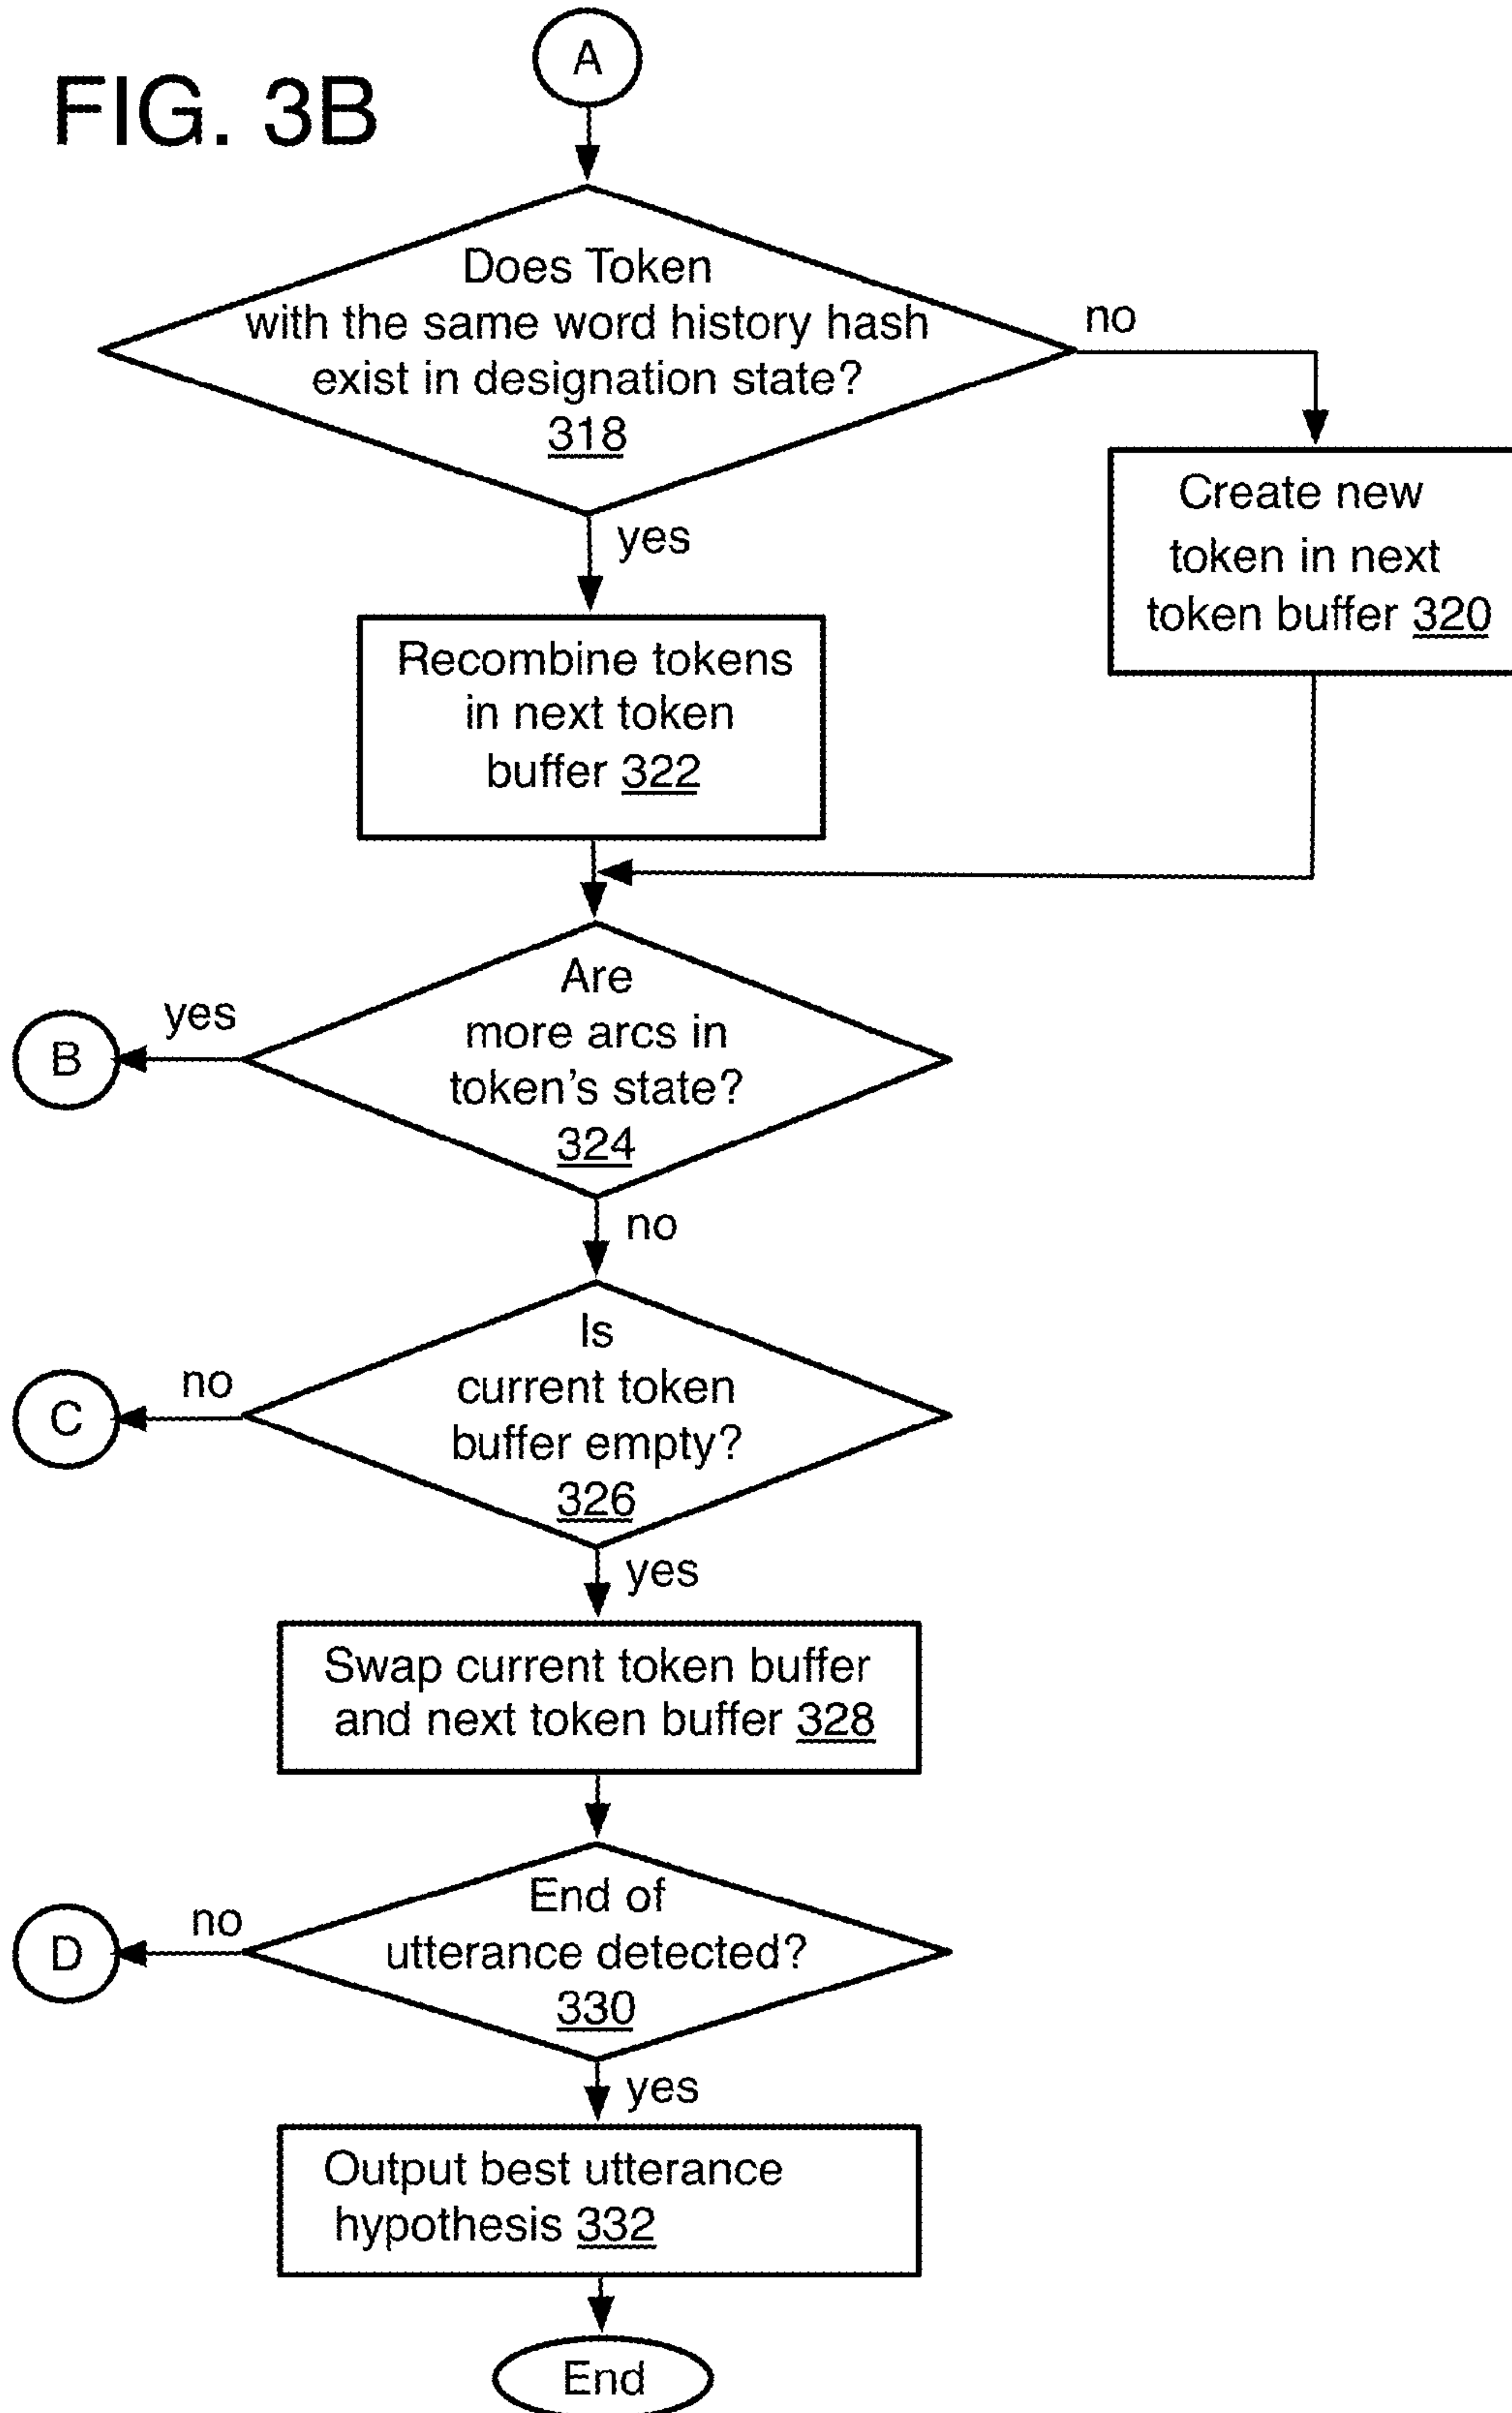 FIG. 3B
A
Does Token
with the same word history hash
exist in designation state?
318
no
yes
Create new
token in next
token buffer 320
Recombine tokens
in next token
buffer 322
Are
more arcs in
token's state?
324
yes
B
no
Is
current token
buffer empty?
326
no
C
yes
Swap current token buffer
and next token buffer 328
End of
utterance detected?
330
no
D
yes
Output best utterance
hypothesis 332
End